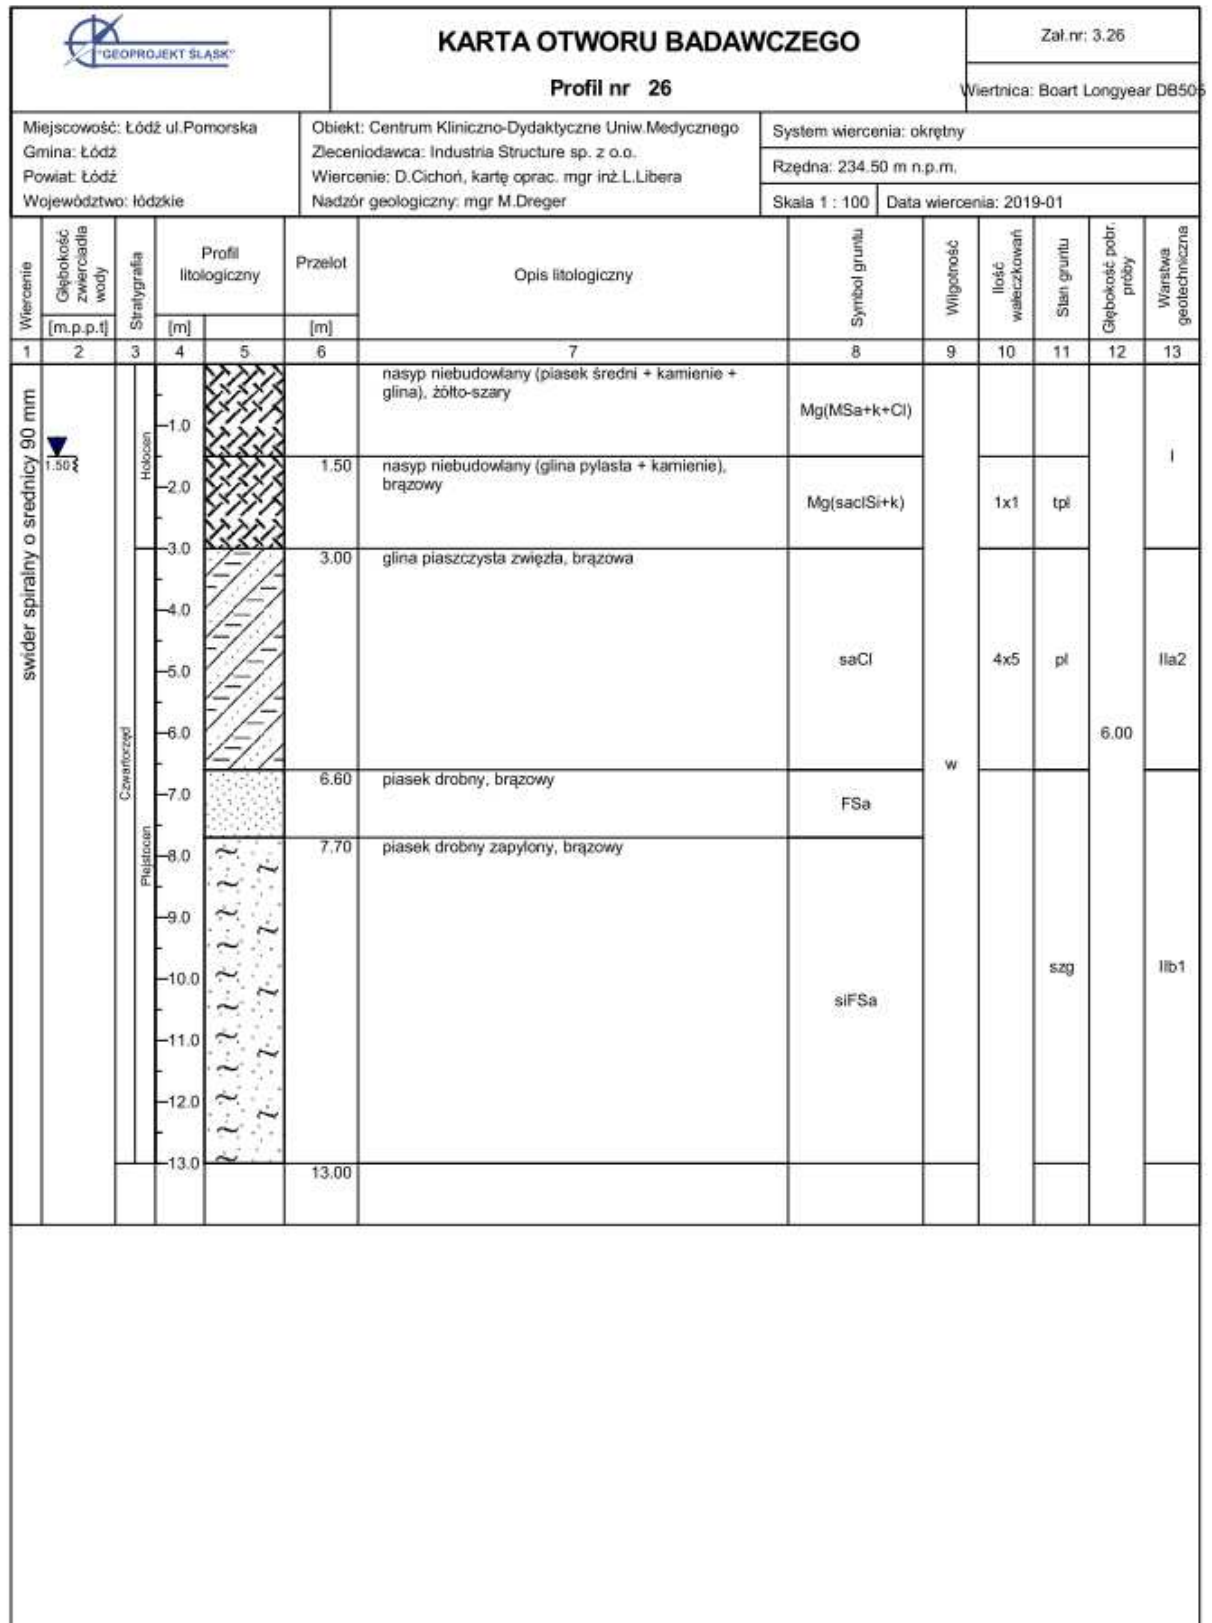 "GEOPROJEKT ŚLĄSK"
KARTA OTWORU BADAWCZEGO
Profil nr 26
Zał.nr: 3.26
Wiertnica: Boart Longyear DB505
Miejscowość: Łódź ul.Pomorska
Gmina: Łódź
Powiat: Łódź
Województwo: łódzkie
Obiekt: Centrum Kliniczno-Dydaktyczne Uniw.Medycznego
Zleceniodawca: Industria Structure sp. z o.o.
Wiercenie: D.Cichoń, kartę oprac. mgr inż.L.Libera
Nadzór geologiczny: mgr M.Dreger
System wiercenia: okrętny
Rzędna: 234.50 m n.p.m.
Skala 1 : 100
Data wiercenia: 2019-01
Wiercenie
Głębokość
zwierciadła
wody
[m.p.p.t]
Stratygrafia
Profil
litologiczny
[m]
Przelot
[m]
Opis litologiczny
Symbol gruntu
Wilgotność
Ilość
wałeczkowań
Stan gruntu
Głębokość pobr.
próby
Warstwa
geotechniczna
1 2 3 4 5 6 7 8 9 10 11 12 13
swider spiralny o srednicy 90 mm
1.50
Czwartorzęd
Holocen
Plejstocen
1.0
2.0
3.0
4.0
5.0
6.0
7.0
8.0
9.0
10.0
11.0
12.0
13.0
nasyp niebudowlany (piasek średni + kamienie +
glina), żółto-szary
Mg(MSa+k+Cl)
I
1.50
nasyp niebudowlany (glina pylasta + kamienie),
brązowy
Mg(saclSi+k)
1x1
tpl
3.00
glina piaszczysta zwięzła, brązowa
saCl
4x5
pl
IIa2
6.00
w
6.60
piasek drobny, brązowy
FSa
7.70
piasek drobny zapylony, brązowy
siFSa
szg
IIb1
13.00